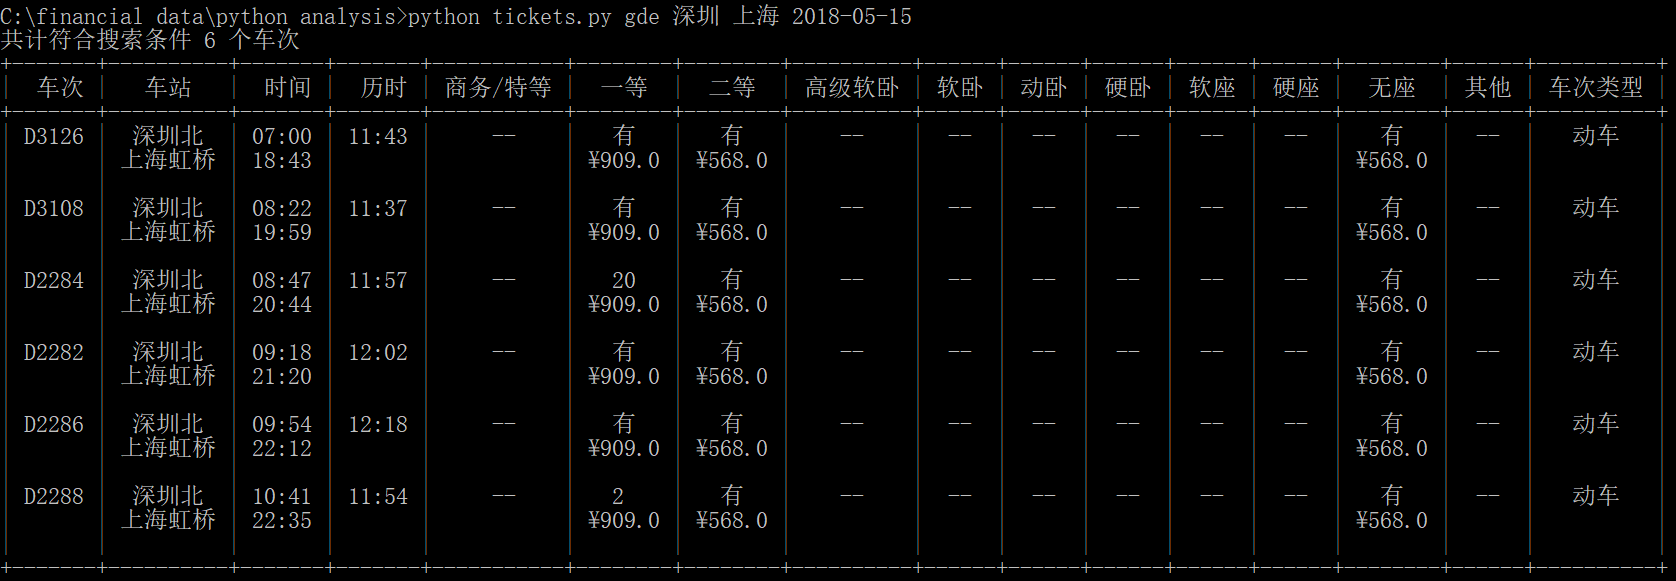 C:\financial data\python analysis>python tickets.py gde 深圳 上海 2018-05-15
共计符合搜索条件 6 个车次
车次 车站 时间 历时 商务/特等 一等 二等 高级软卧 软卧 动卧 硬卧 软座 硬座 无座 其他 车次类型
D3126 深圳北 07:00 11:43 -- 有 有 -- -- -- -- -- -- 有 -- 动车
上海虹桥 18:43 ¥909.0 ¥568.0 ¥568.0
D3108 深圳北 08:22 11:37 -- 有 有 -- -- -- -- -- -- 有 -- 动车
上海虹桥 19:59 ¥909.0 ¥568.0 ¥568.0
D2284 深圳北 08:47 11:57 -- 20 有 -- -- -- -- -- -- 有 -- 动车
上海虹桥 20:44 ¥909.0 ¥568.0 ¥568.0
D2282 深圳北 09:18 12:02 -- 有 有 -- -- -- -- -- -- 有 -- 动车
上海虹桥 21:20 ¥909.0 ¥568.0 ¥568.0
D2286 深圳北 09:54 12:18 -- 有 有 -- -- -- -- -- -- 有 -- 动车
上海虹桥 22:12 ¥909.0 ¥568.0 ¥568.0
D2288 深圳北 10:41 11:54 -- 2 有 -- -- -- -- -- -- 有 -- 动车
上海虹桥 22:35 ¥909.0 ¥568.0 ¥568.0